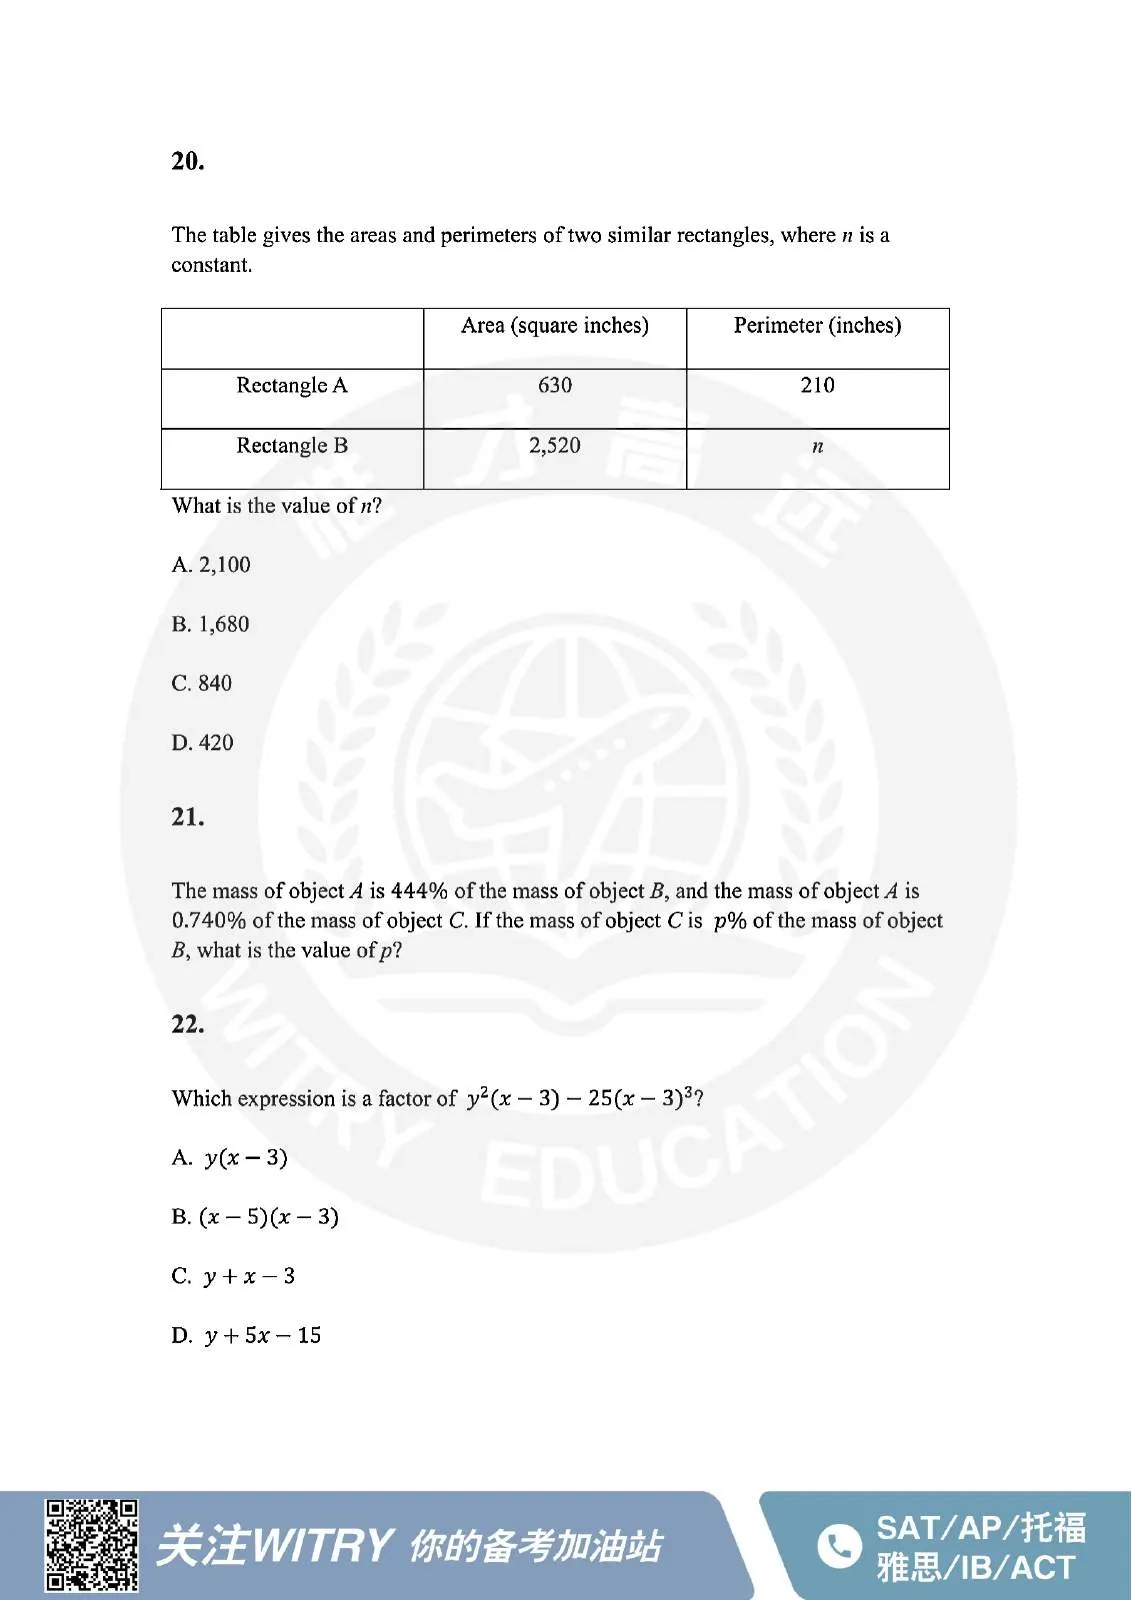 20.
The table gives the areas and perimeters of two similar rectangles, where n is a
constant.
Area (square inches) Perimeter (inches)
Rectangle A 630 210
Rectangle B 2,520 n
What is the value of n?
A. 2,100
B. 1,680
C. 840
D. 420
21.
The mass of object A is 444% of the mass of object B, and the mass of object A is
0.740% of the mass of object C. If the mass of object C is p% of the mass of object
B, what is the value of p?
22.
Which expression is a factor of y²(x − 3) − 25(x − 3)³?
A. y(x − 3)
B. (x − 5)(x − 3)
C. y + x − 3
D. y + 5x − 15
胜才高远
WITRY EDUCATION
关注WITRY 你的备考加油站
SAT/AP/托福
雅思/IB/ACT